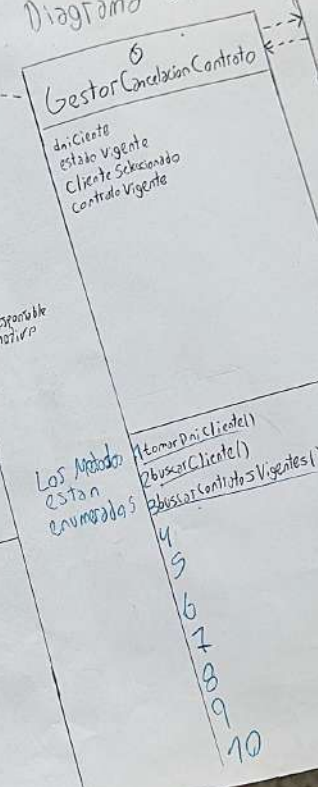 Diagrama
GestorCancelacionContrato
dniCiente
estado vigente
Cliente Seleccionado
Contrato Vigente
Los Metodos
estan
enumerados
1tomarDniCliente()
2buscarCliente()
3buscarContratosVigentes()
4
5
6
7
8
9
10